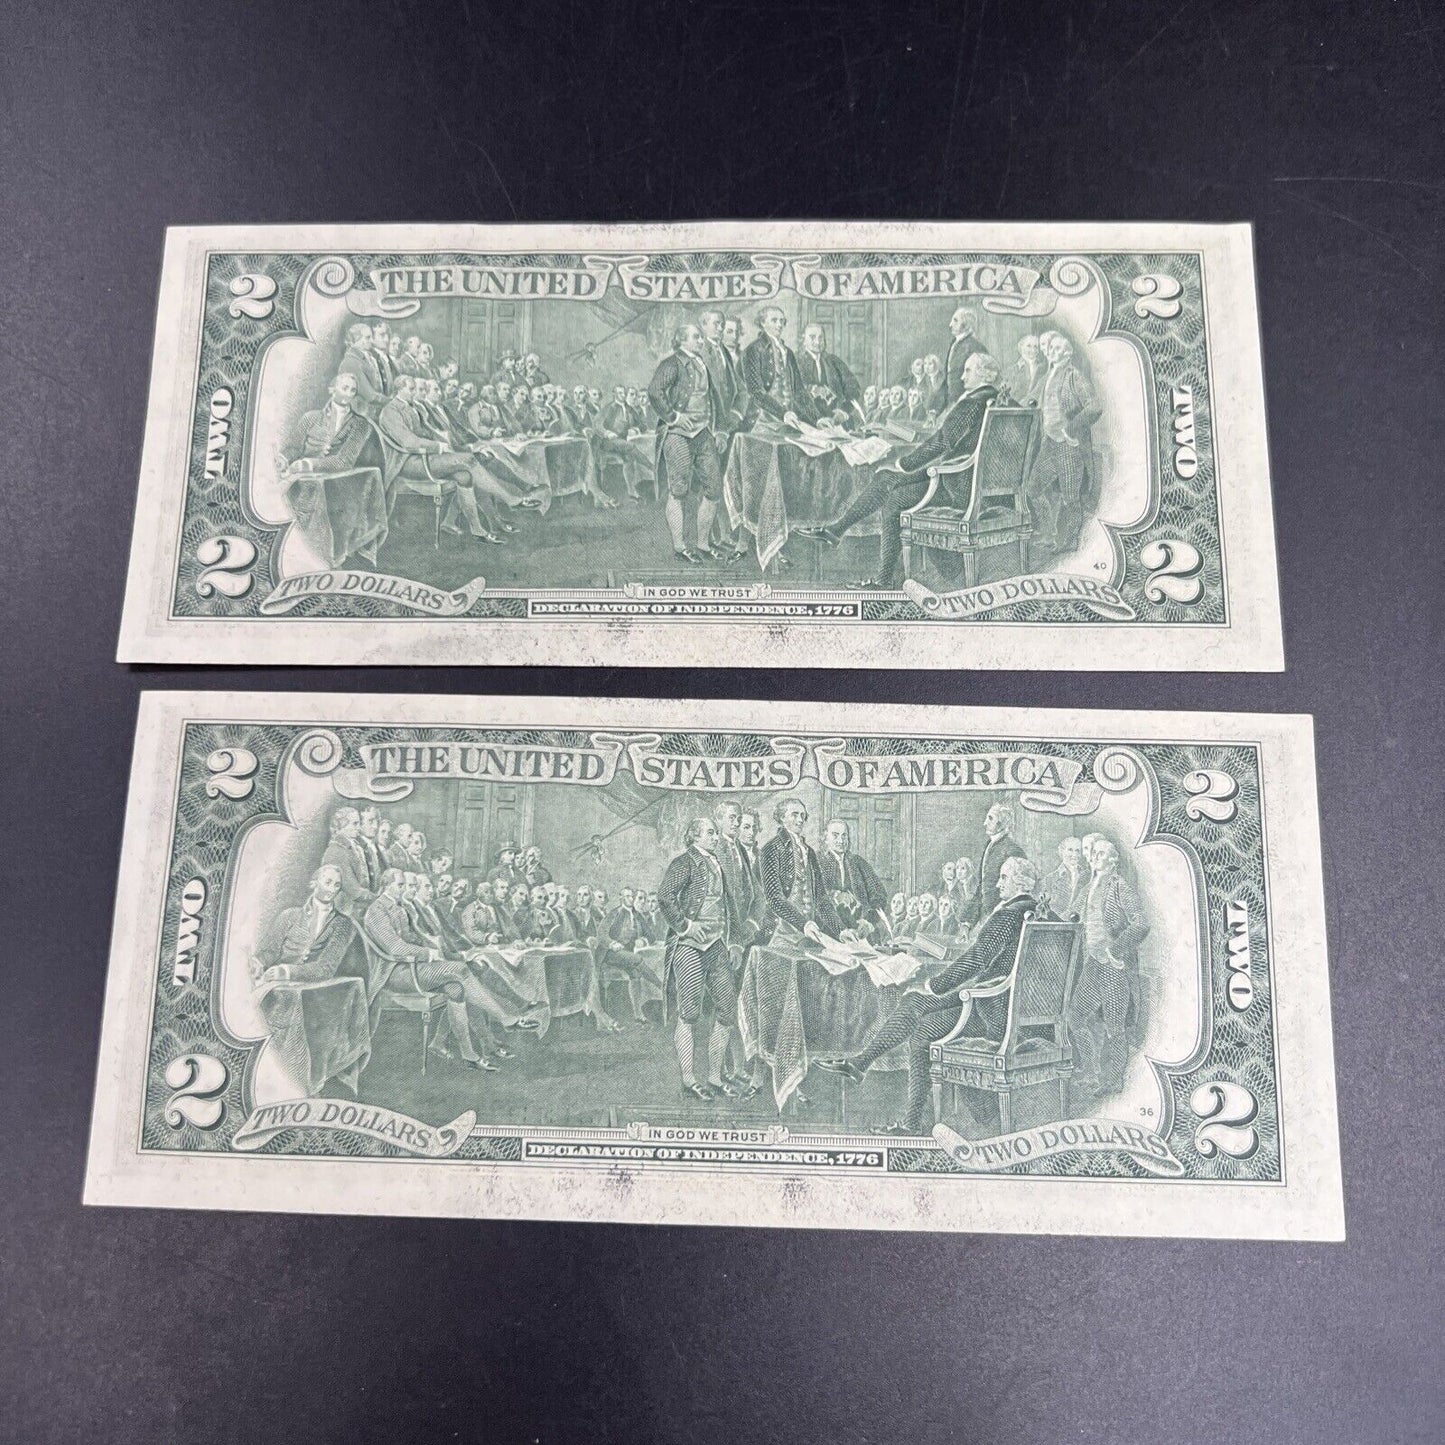 2 THE UNITED STATES OF AMERICA 2
TWO TWO
40
2 TWO DOLLARS IN GOD WE TRUST TWO DOLLARS 2
DECLARATION OF INDEPENDENCE, 1776
2 THE UNITED STATES OF AMERICA 2
TWO TWO
36
2 TWO DOLLARS IN GOD WE TRUST TWO DOLLARS 2
DECLARATION OF INDEPENDENCE, 1776